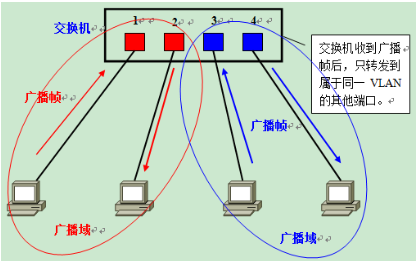 交换机
1 2 3 4
交换机收到广播
帧后，只转发到
属于同一 VLAN
的其他端口。
广播帧
广播帧
广播域
广播域